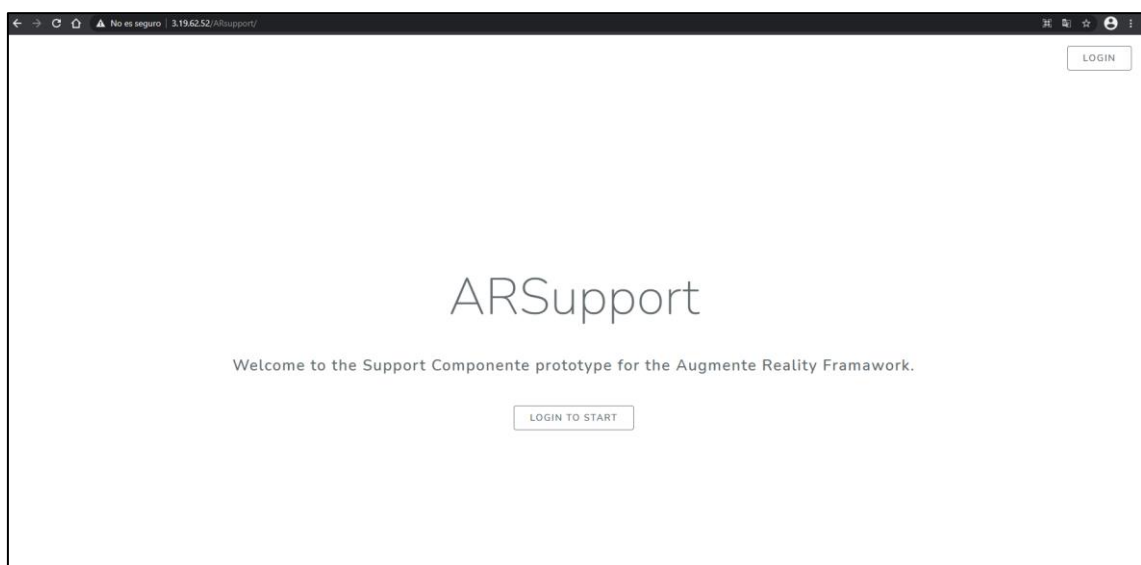 No es seguro | 3.19.62.52/ARsupport/
LOGIN
ARSupport
Welcome to the Support Componente prototype for the Augmente Reality Framawork.
LOGIN TO START